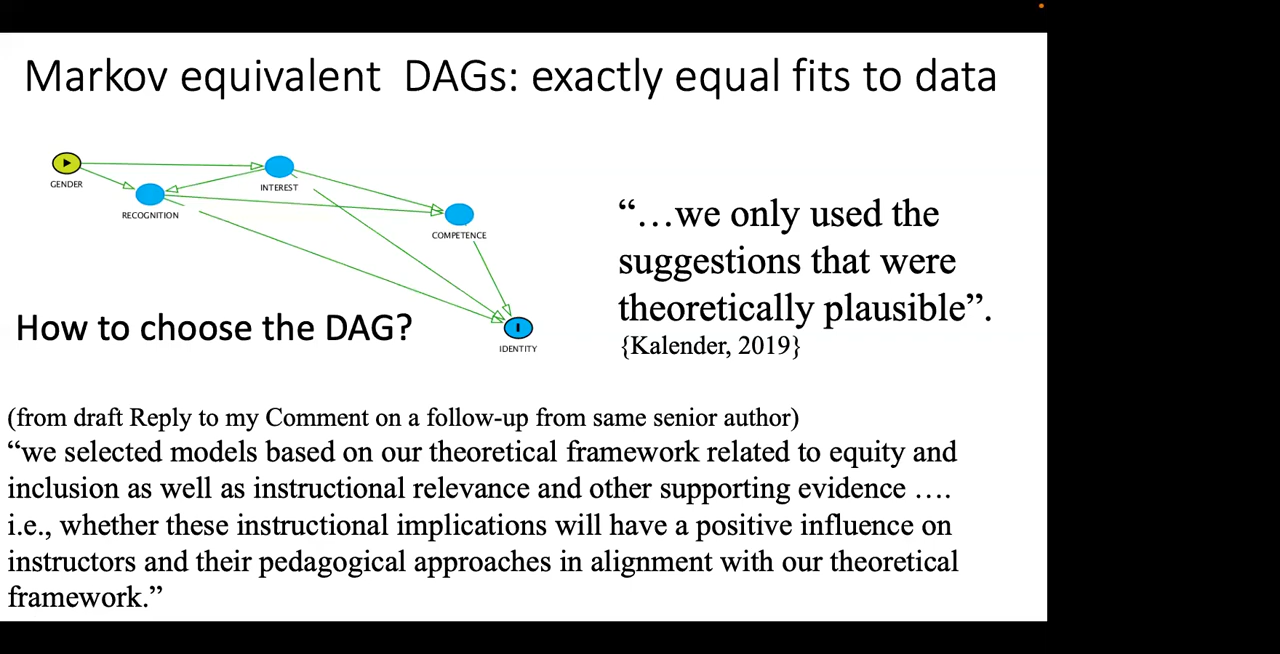 Markov equivalent DAGs: exactly equal fits to data
GENDER
INTEREST
RECOGNITION
COMPETENCE
IDENTITY
“…we only used the
suggestions that were
theoretically plausible”.
{Kalender, 2019}
How to choose the DAG?
(from draft Reply to my Comment on a follow-up from same senior author)
“we selected models based on our theoretical framework related to equity and
inclusion as well as instructional relevance and other supporting evidence ….
i.e., whether these instructional implications will have a positive influence on
instructors and their pedagogical approaches in alignment with our theoretical
framework.”